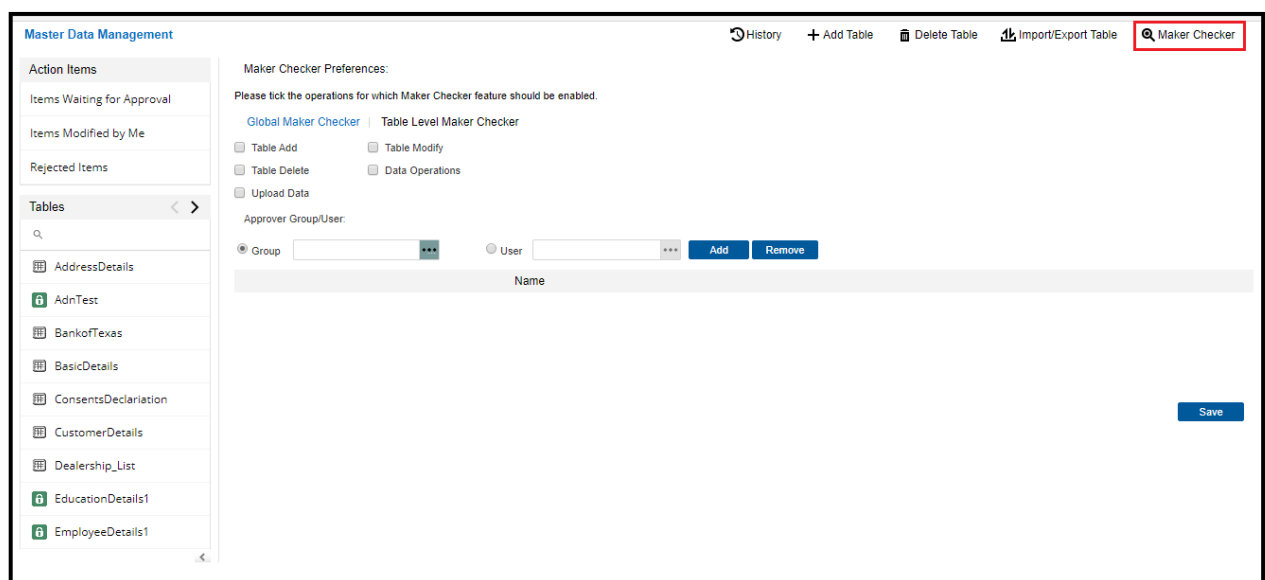 Master Data Management
History
Add Table
Delete Table
Import/Export Table
Maker Checker
Action Items
Items Waiting for Approval
Items Modified by Me
Rejected Items
Tables
AddressDetails
AdnTest
BankofTexas
BasicDetails
ConsentsDeclariation
CustomerDetails
Dealership_List
EducationDetails1
EmployeeDetails1
Maker Checker Preferences:
Please tick the operations for which Maker Checker feature should be enabled.
Global Maker Checker | Table Level Maker Checker
Table Add
Table Modify
Table Delete
Data Operations
Upload Data
Approver Group/User:
Group
User
Add
Remove
Name
Save